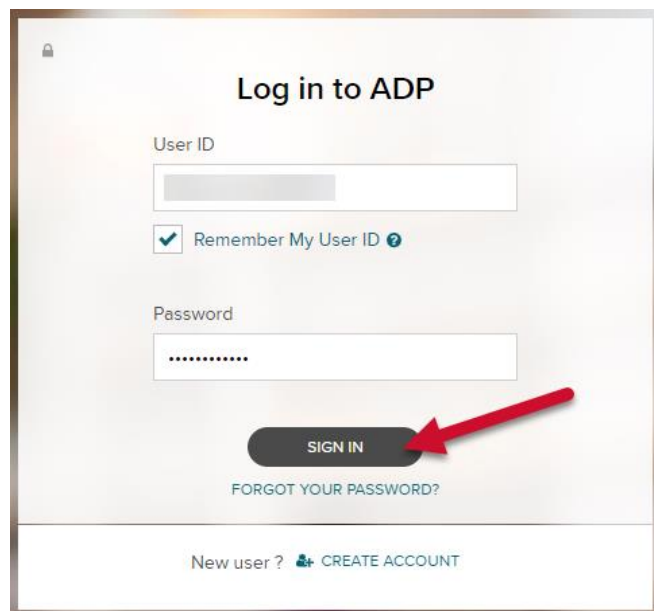 Log in to ADP
User ID
Remember My User ID
Password
••••••••••••
SIGN IN
FORGOT YOUR PASSWORD?
New user ? CREATE ACCOUNT